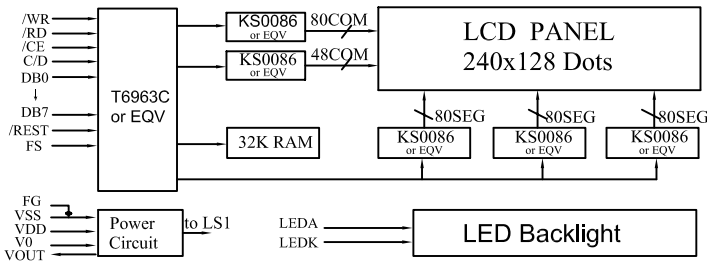 /WR
/RD
/CE
C/D
DB0
DB7
/REST
FS
T6963C
or EQV
KS0086
or EQV
80COM
KS0086
or EQV
48COM
32K RAM
LCD PANEL
240x128 Dots
80SEG
80SEG
80SEG
KS0086
or EQV
KS0086
or EQV
KS0086
or EQV
FG
VSS
VDD
V0
VOUT
Power
Circuit
to LS1
LEDA
LEDK
LED Backlight